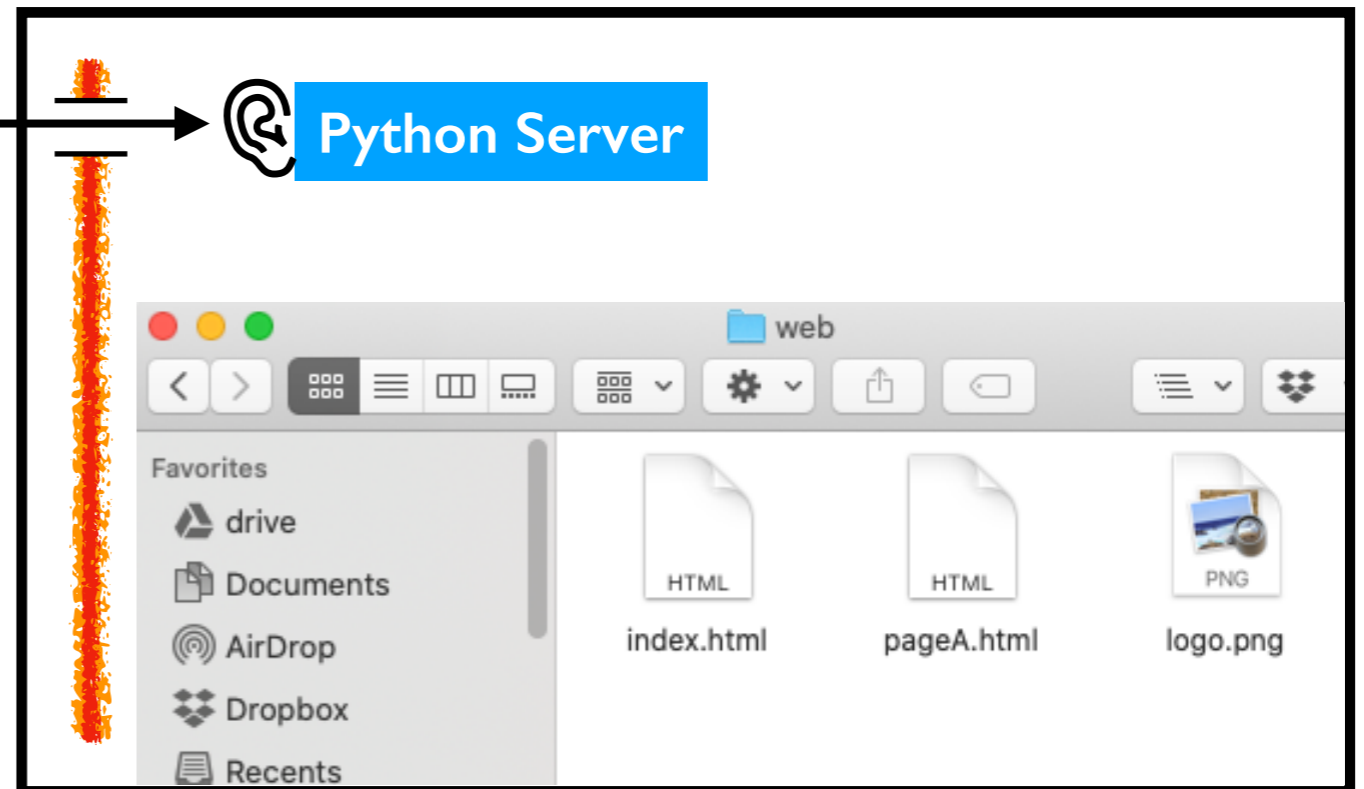 Python Server
web
Favorites
drive
Documents
AirDrop
Dropbox
Recents
HTML
HTML
PNG
index.html
pageA.html
logo.png